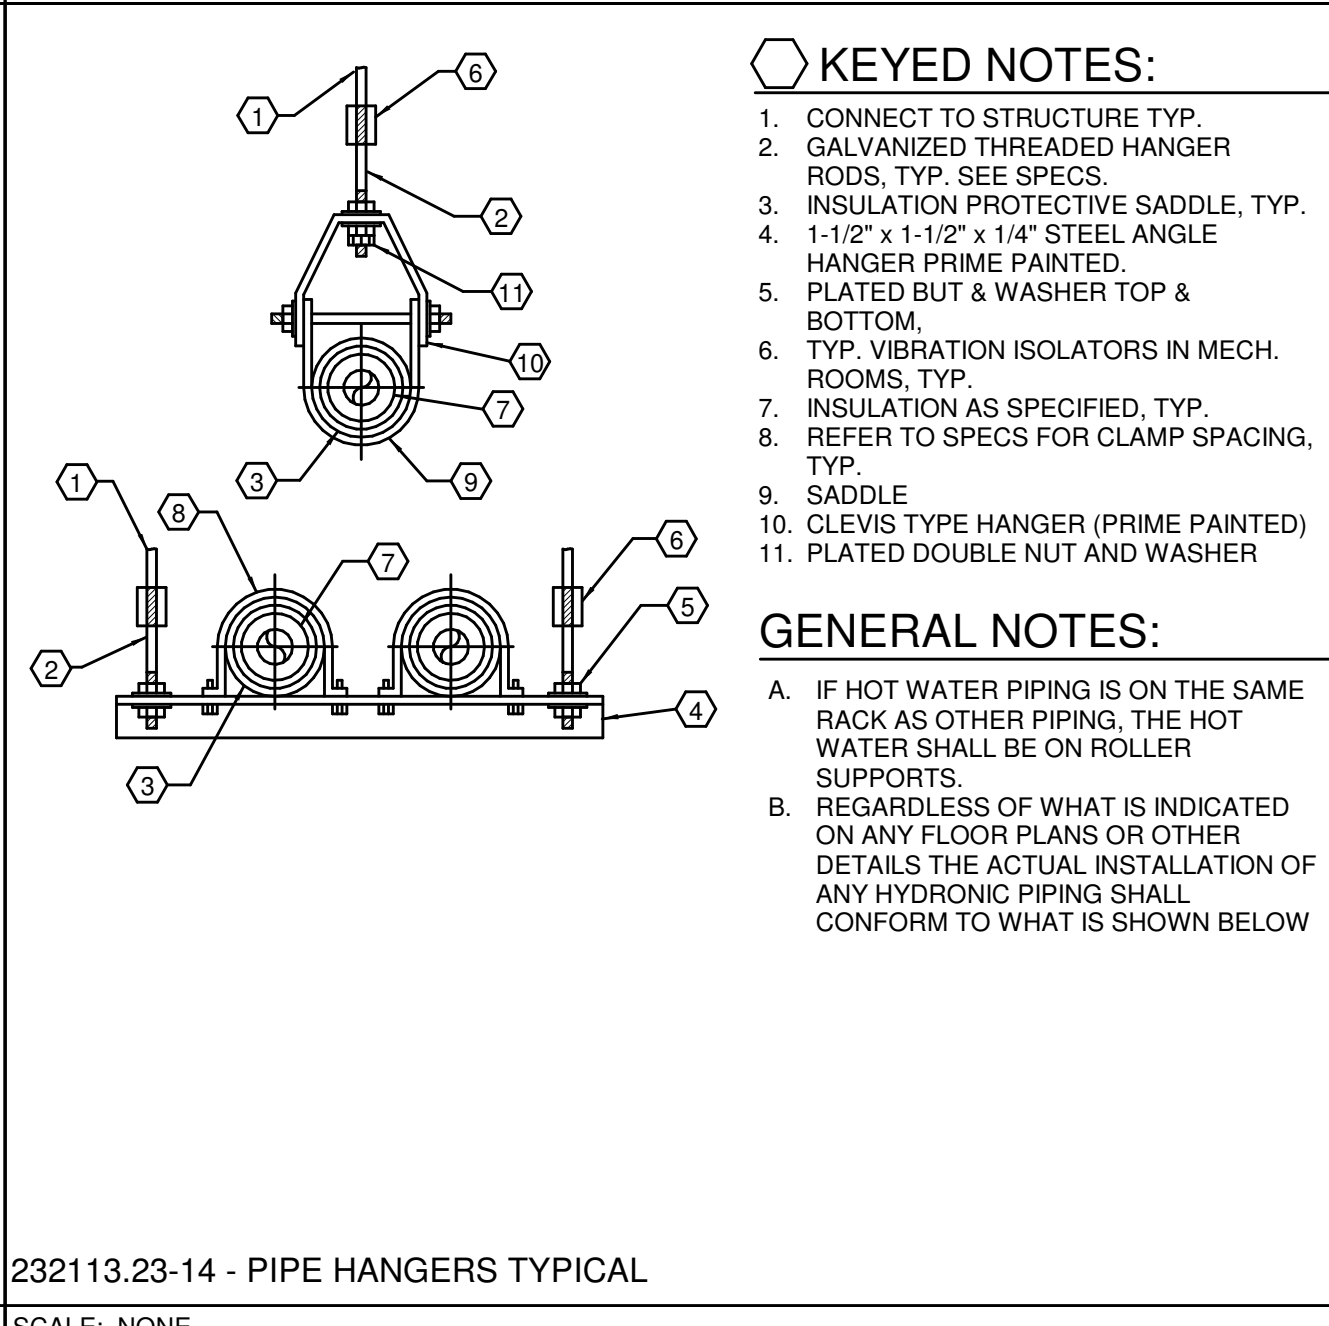 6
1
2
11
10
7
3
9
1
8
7
6
5
2
4
3
KEYED NOTES:
1. CONNECT TO STRUCTURE TYP.
2. GALVANIZED THREADED HANGER
RODS, TYP. SEE SPECS.
3. INSULATION PROTECTIVE SADDLE, TYP.
4. 1-1/2" x 1-1/2" x 1/4" STEEL ANGLE
HANGER PRIME PAINTED.
5. PLATED BUT & WASHER TOP &
BOTTOM,
6. TYP. VIBRATION ISOLATORS IN MECH.
ROOMS, TYP.
7. INSULATION AS SPECIFIED, TYP.
8. REFER TO SPECS FOR CLAMP SPACING,
TYP.
9. SADDLE
10. CLEVIS TYPE HANGER (PRIME PAINTED)
11. PLATED DOUBLE NUT AND WASHER
GENERAL NOTES:
A. IF HOT WATER PIPING IS ON THE SAME
RACK AS OTHER PIPING, THE HOT
WATER SHALL BE ON ROLLER
SUPPORTS.
B. REGARDLESS OF WHAT IS INDICATED
ON ANY FLOOR PLANS OR OTHER
DETAILS THE ACTUAL INSTALLATION OF
ANY HYDRONIC PIPING SHALL
CONFORM TO WHAT IS SHOWN BELOW
232113.23-14 - PIPE HANGERS TYPICAL
SCALE: NONE